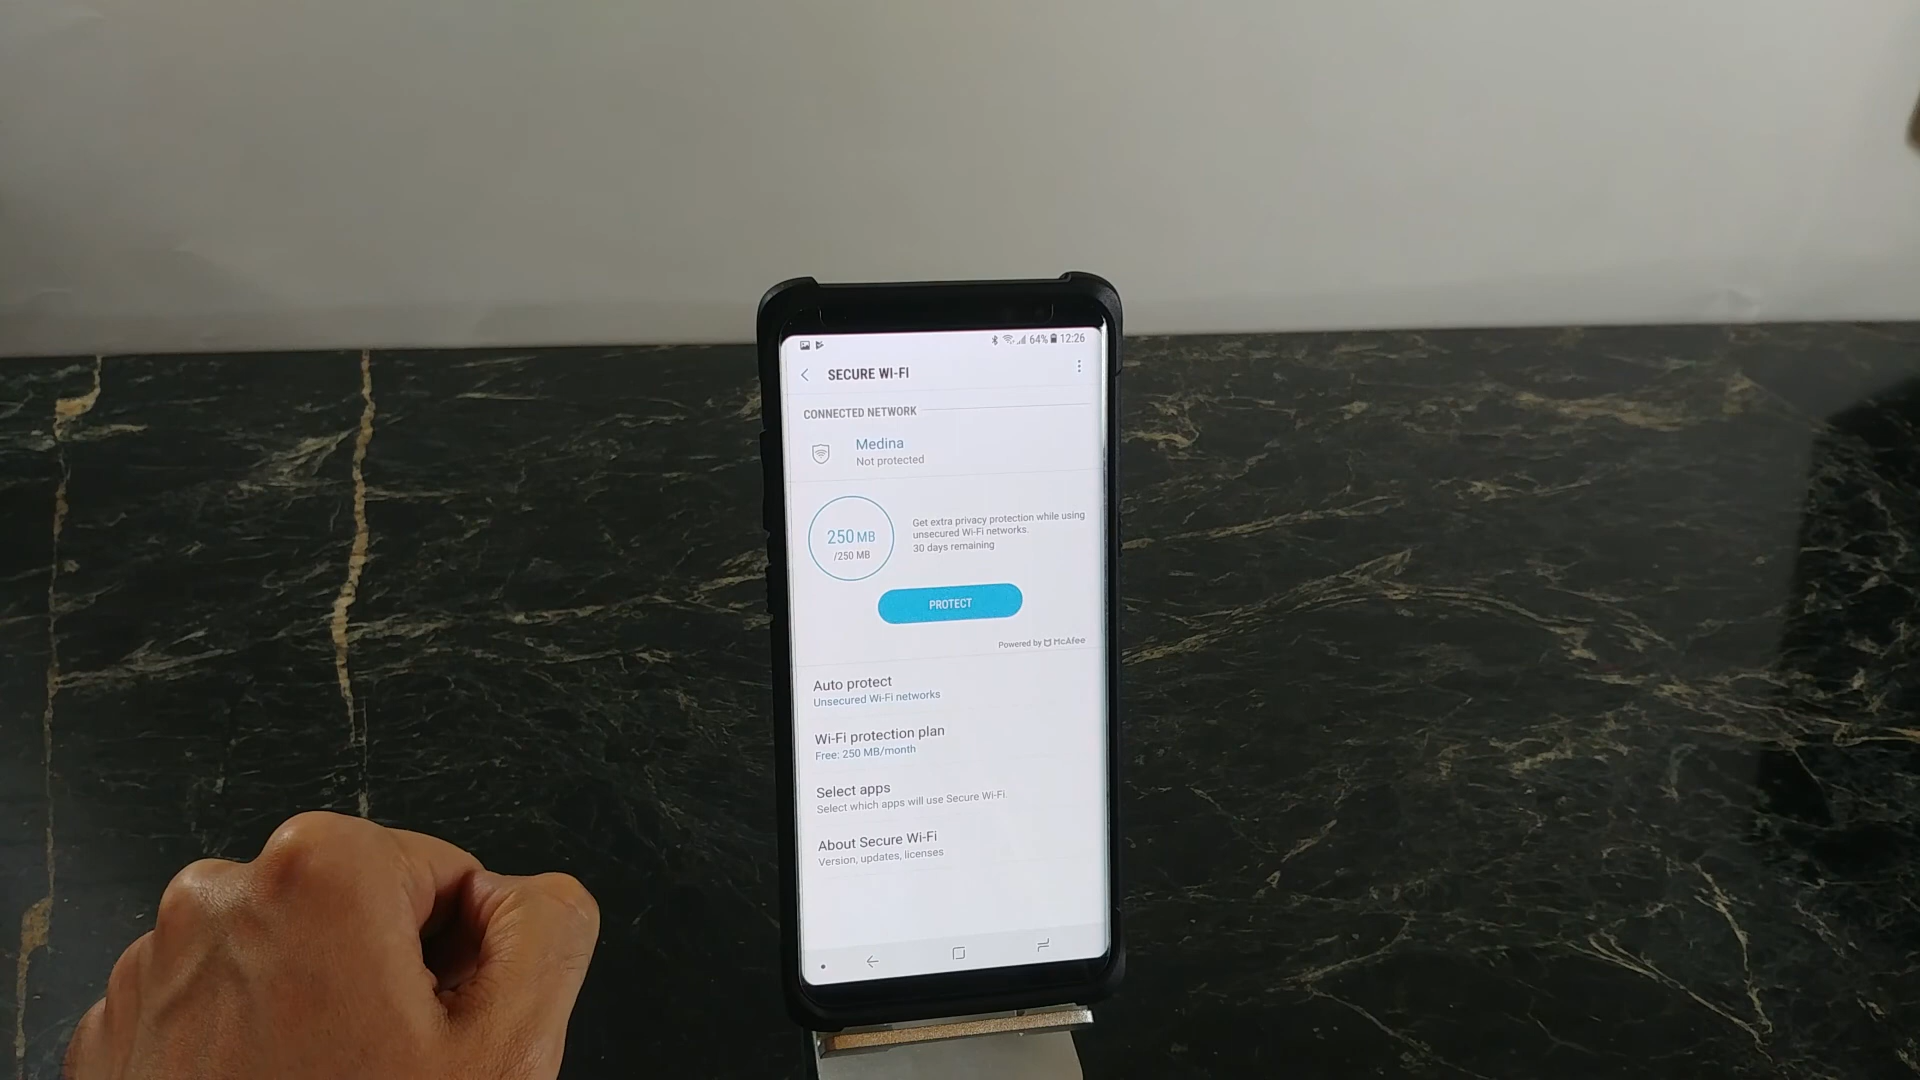 64% 12:26
SECURE WI-FI
CONNECTED NETWORK
Medina
Not protected
250 MB
/250 MB
Get extra privacy protection while using
unsecured Wi-Fi networks.
30 days remaining
PROTECT
Powered by McAfee
Auto protect
Unsecured Wi-Fi networks
Wi-Fi protection plan
Free: 250 MB/month
Select apps
Select which apps will use Secure Wi-Fi
About Secure Wi-Fi
Version, updates, licenses